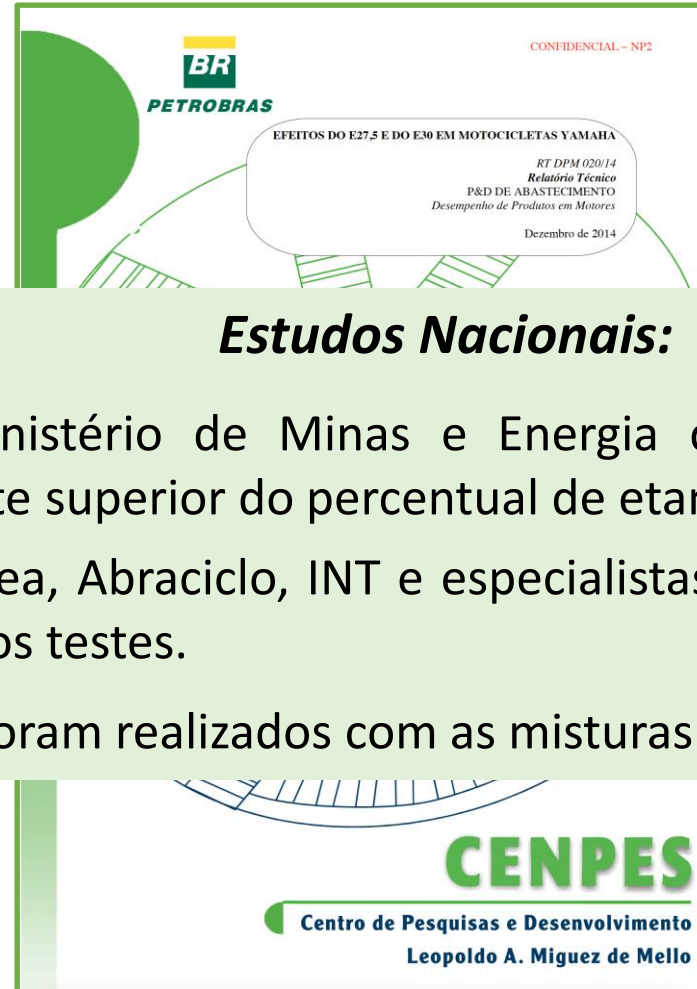 CONFIDENCIAL – NP2
BR
PETROBRAS
EFEITOS DO E27,5 E DO E30 EM MOTOCICLETAS YAMAHA
RT DPM 020/14
Relatório Técnico
P&D DE ABASTECIMENTO
Desempenho de Produtos em Motores
Dezembro de 2014
Estudos Nacionais:
nistério de Minas e Energia
te superior do percentual de etan
ea, Abraciclo, INT e especialistas
os testes.
oram realizados com as misturas
CENPES
Centro de Pesquisas e Desenvolvimento
Leopoldo A. Miguez de Mello